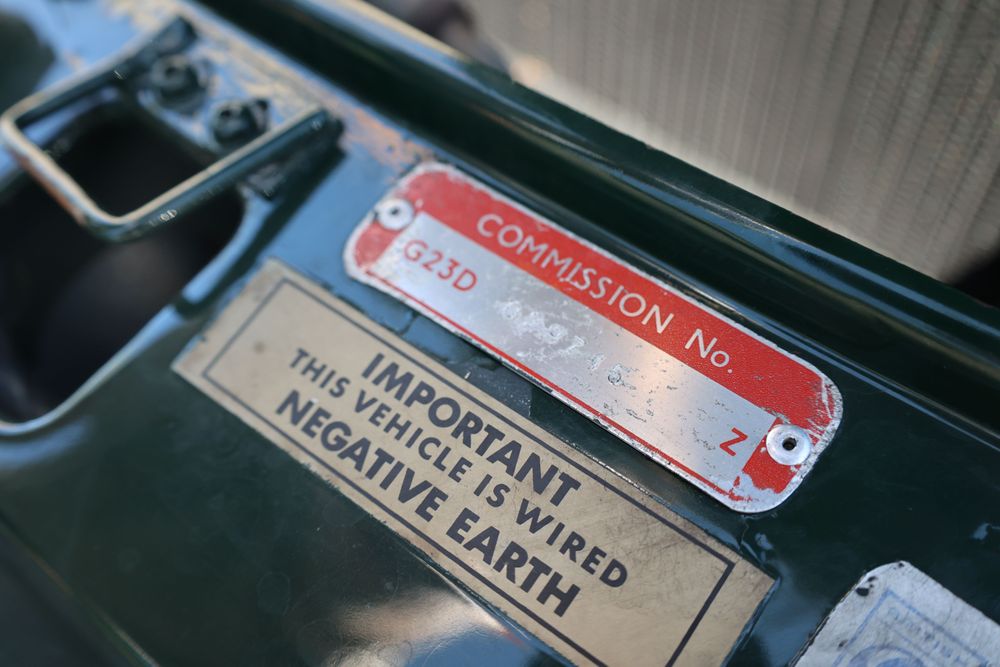 COMMISSION No.
G23D
Z
IMPORTANT
THIS VEHICLE IS WIRED
NEGATIVE EARTH